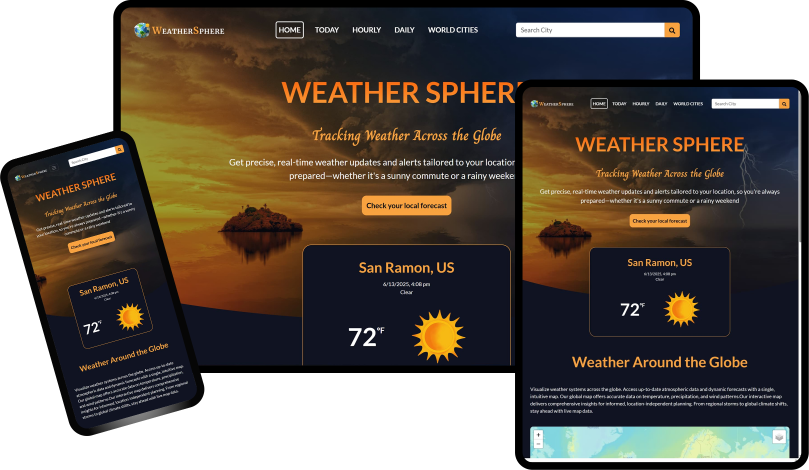 WEATHERSPHERE
HOME TODAY HOURLY DAILY WORLD CITIES
Search City
WEATHER SPHER
Tracking Weather Across the Globe
Get precise, real-time weather updates and alerts tailored to your location
prepared—whether it's a sunny commute or a rainy weeke
Check your local forecast
San Ramon, US
6/13/2025, 4:08 pm
Clear
72°F
WEATHERSPHERE
HOME TODAY HOURLY DAILY WORLD CITIES
Search City
WEATHER SPHERE
Tracking Weather Across the Globe
Get precise, real-time weather updates and alerts tailored to your location, so you're always
prepared—whether it's a sunny commute or a rainy weekend
Check your local forecast
San Ramon, US
6/13/2025, 4:08 pm
Clear
72°F
Weather Around the Globe
Visualize weather systems across the globe. Access up-to-date atmospheric data and dynamic forecasts with a single,
intuitive map. Our global map offers accurate data on temperature, precipitation, and wind patterns.Our interactive map
delivers comprehensive insights for informed, location-independent planning. From regional storms to global climate shifts,
stay ahead with live map data.
+
−
WEATHERSPHERE
Search City
WEATHER SPHERE
Tracking Weather Across the Globe
Get precise, real-time weather updates and alerts tailored to
your location, so you're always prepared—whether it's a sunny
commute or a rainy weekend
Check your local forecast
San Ramon, US
6/13/2025, 4:08 pm
Clear
72°F
Weather Around the Globe
Visualize weather systems across the globe. Access up-to-date
atmospheric data and dynamic forecasts with a single, intuitive map.
Our global map offers accurate data on temperature, precipitation,
and wind patterns.Our interactive map delivers comprehensive
insights for informed, location-independent planning. From regional
storms to global climate shifts, stay ahead with live map data.